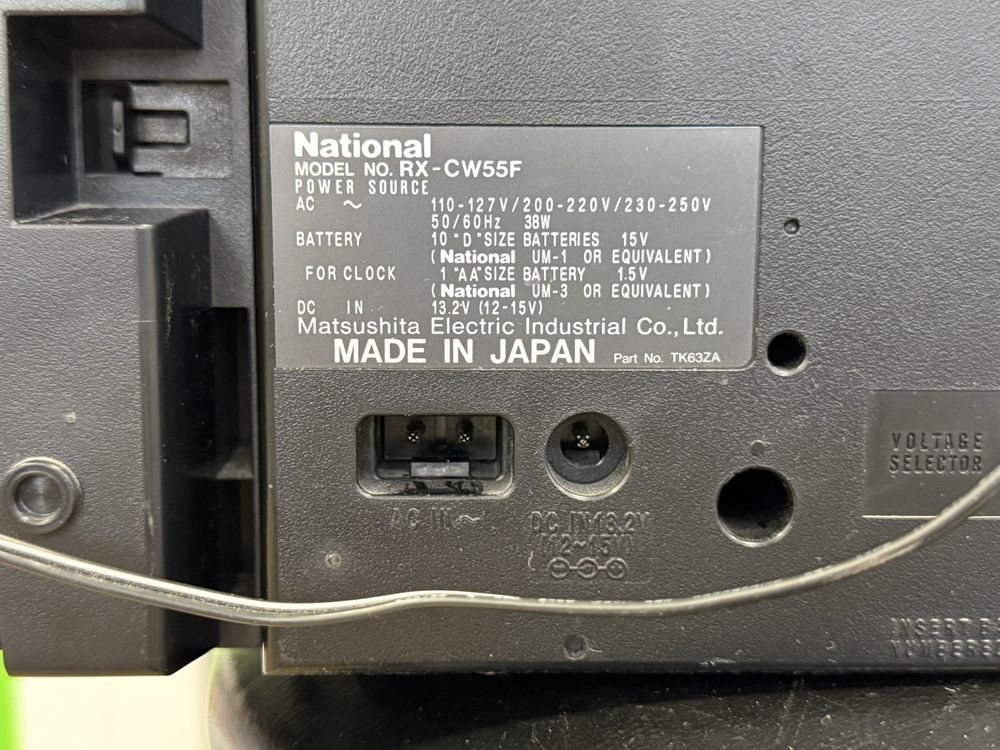 National
MODEL NO. RX-CW55F
POWER SOURCE
AC ~ 110-127V/200-220V/230-250V
50/60Hz 38W
BATTERY 10 "D" SIZE BATTERIES 15V
(National UM-1 OR EQUIVALENT)
FOR CLOCK 1 "AA" SIZE BATTERY 1.5V
(National UM-3 OR EQUIVALENT)
DC IN 13.2V (12-15V)
Matsushita Electric Industrial Co., Ltd.
MADE IN JAPAN Part No. TK63ZA
VOLTAGE
SELECTOR
AC IN ~
DC IN 13.2V
(12~15V)
INSERT